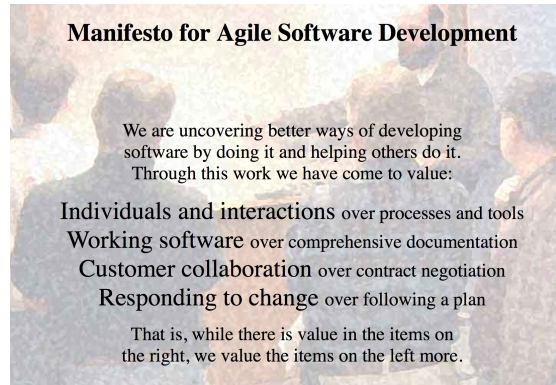 Manifesto for Agile Software Development
We are uncovering better ways of developing
software by doing it and helping others do it.
Through this work we have come to value:
Individuals and interactions over processes and tools
Working software over comprehensive documentation
Customer collaboration over contract negotiation
Responding to change over following a plan
That is, while there is value in the items on
the right, we value the items on the left more.